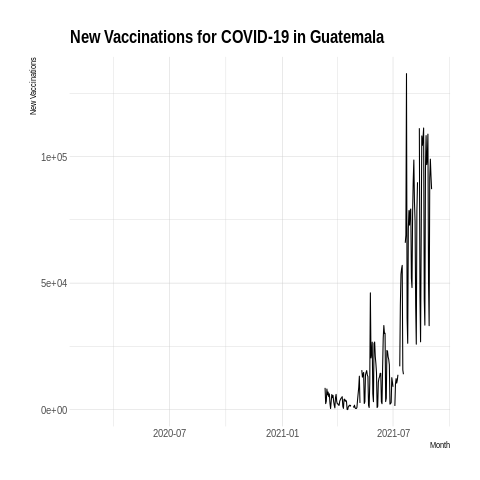 New Vaccinations for COVID-19 in Guatemala
New Vaccinations
1e+05
5e+04
0e+00
2020-07
2021-01
2021-07
Month